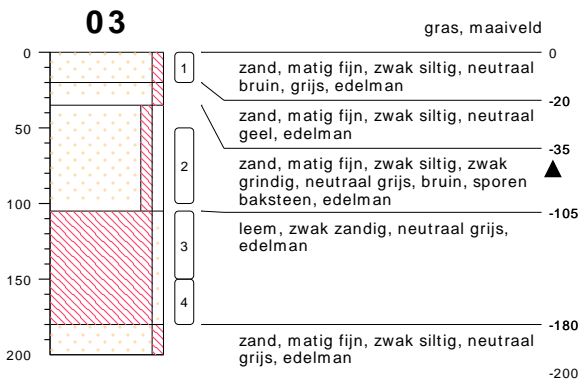 03
gras, maaiveld
0
1
0
zand, matig fijn, zwak siltig, neutraal
bruin, grijs, edelman
-20
zand, matig fijn, zwak siltig, neutraal
geel, edelman
-35
50
2
zand, matig fijn, zwak siltig, zwak
grindig, neutraal grijs, bruin, sporen
baksteen, edelman
100
-105
3
leem, zwak zandig, neutraal grijs,
edelman
150
4
-180
zand, matig fijn, zwak siltig, neutraal
grijs, edelman
200
-200